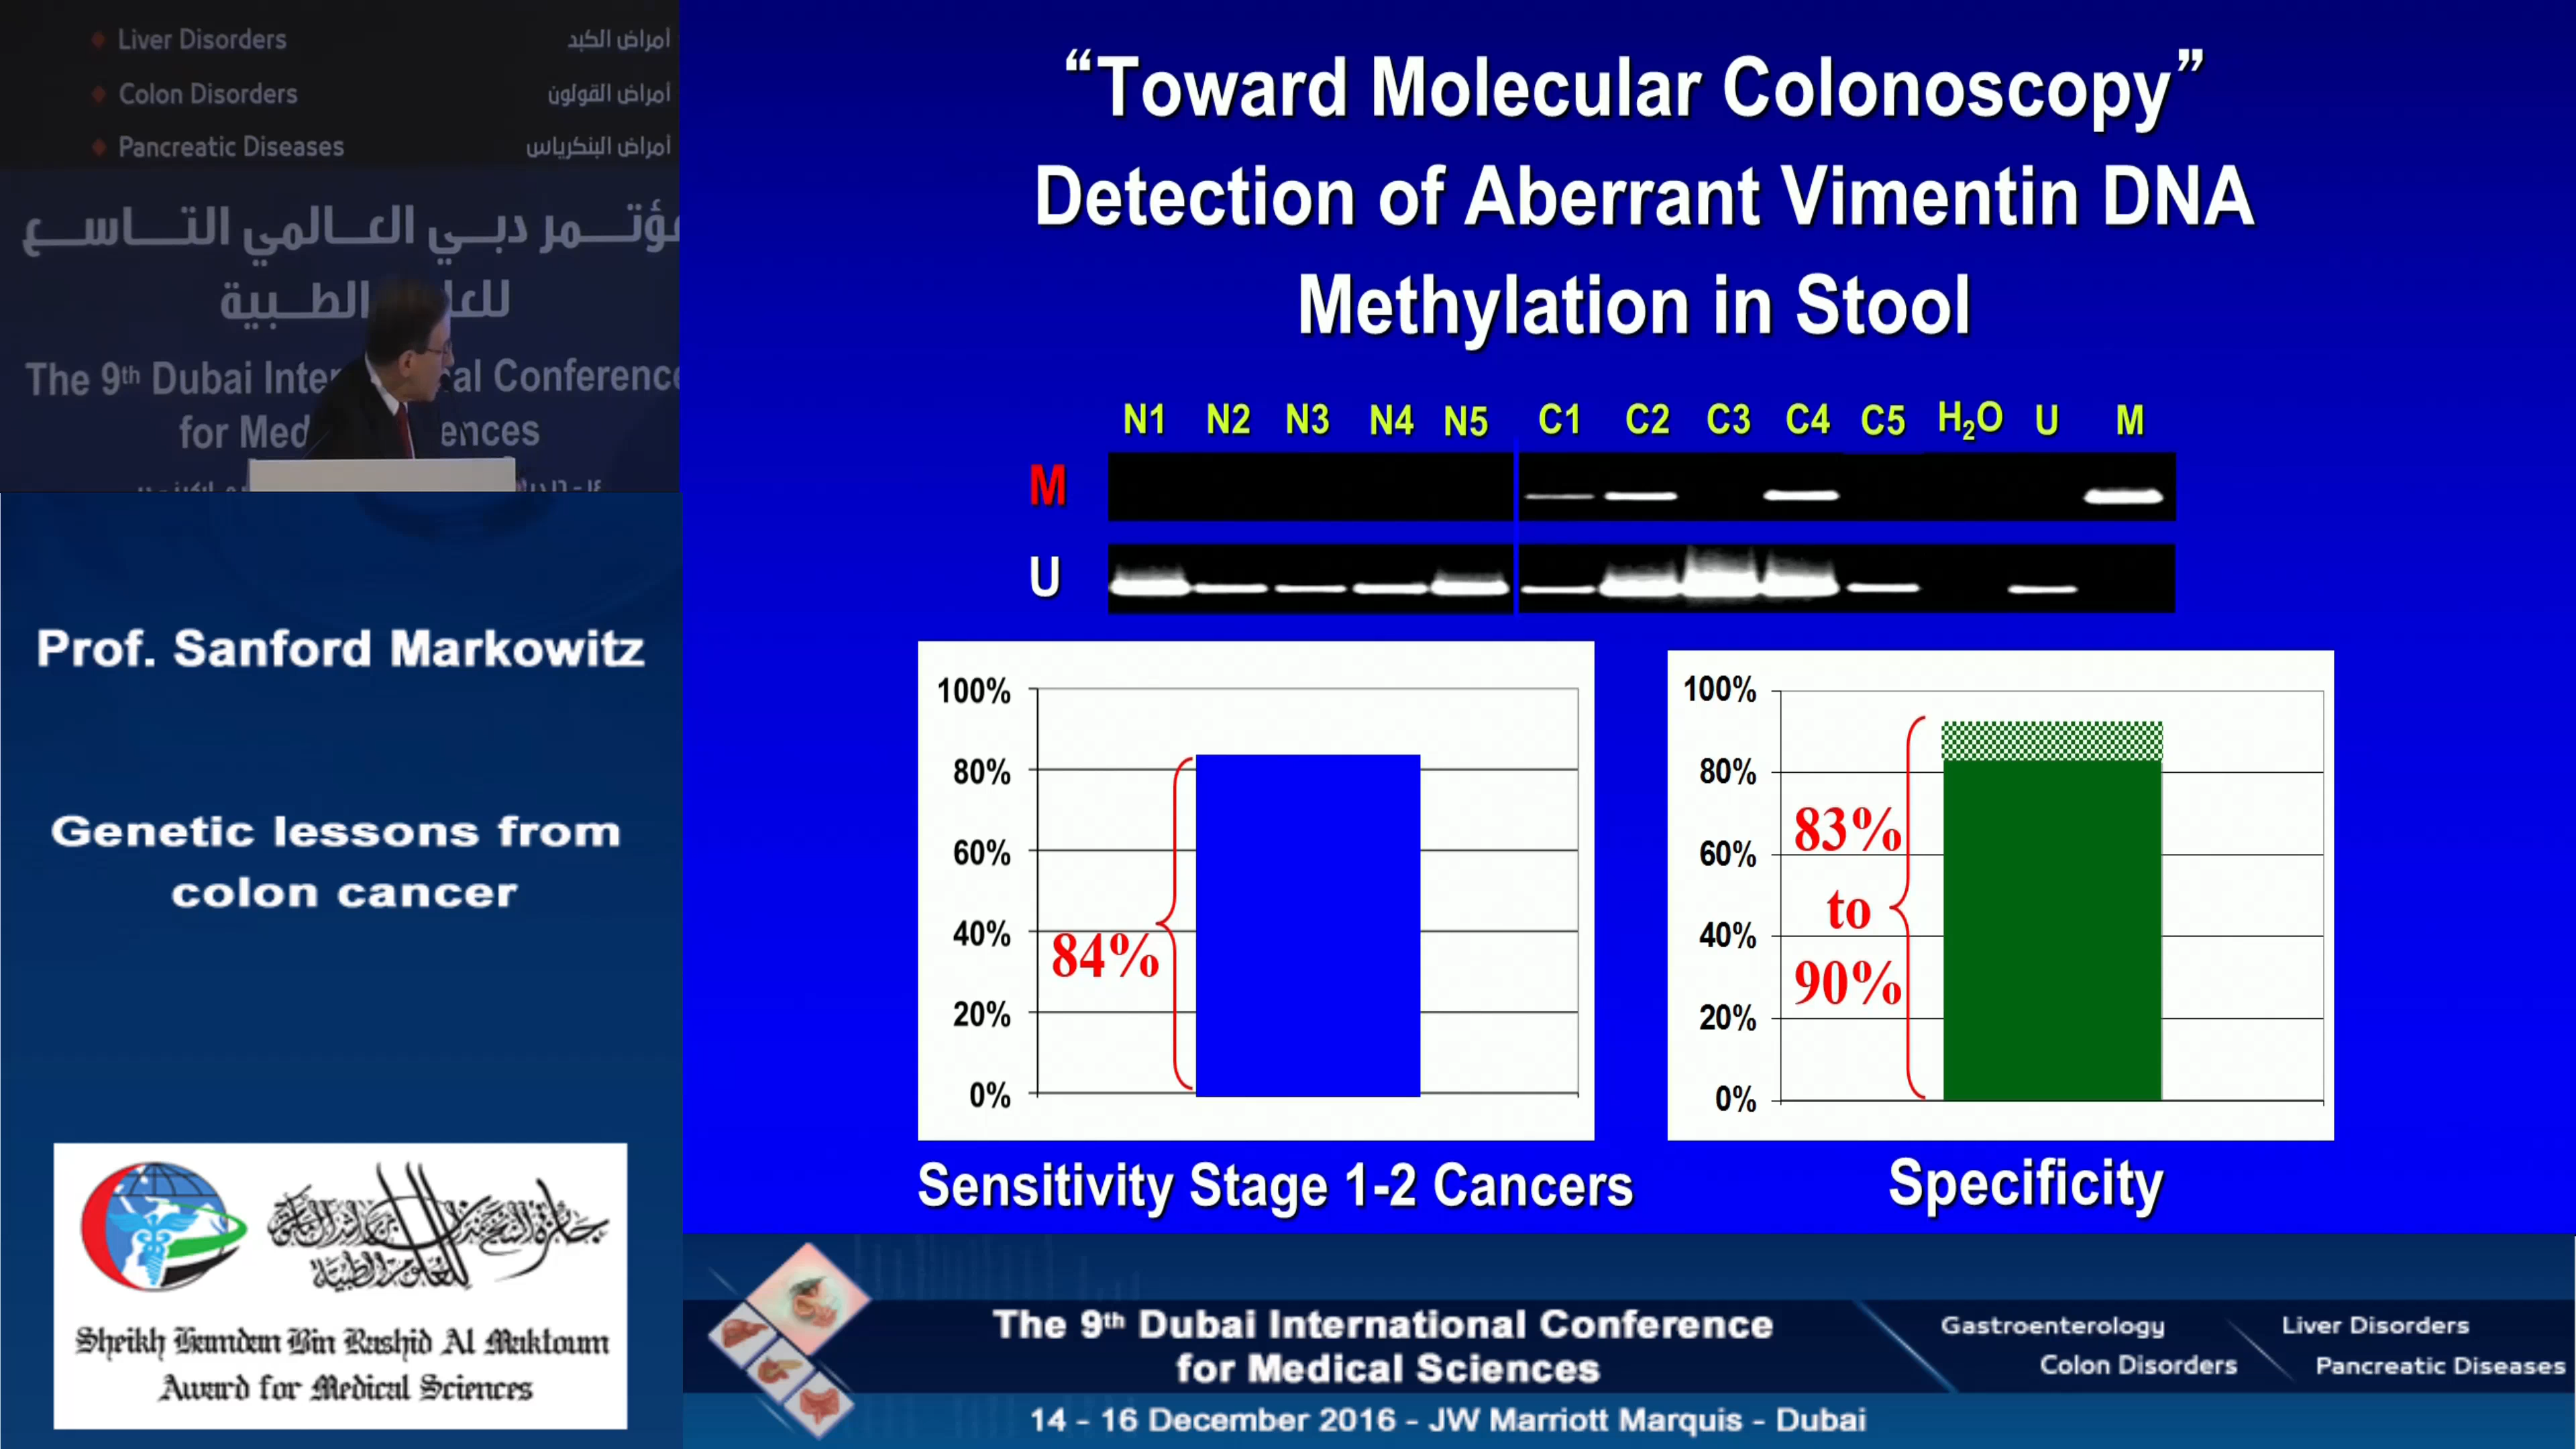 Liver Disorders
أمراض الكبد
Colon Disorders
أمراض القولون
Pancreatic Diseases
أمراض البنكرياس
دبي العالمي التاسع
الطبية
The 9th Dubai Conference
for
Prof. Sanford Markowitz
Genetic lessons from
colon cancer
Sheikh Hamdan Bin Rashid Al Maktoum
Award for Medical Sciences
“Toward Molecular Colonoscopy”
Detection of Aberrant Vimentin DNA
Methylation in Stool
N1 N2 N3 N4 N5 C1 C2 C3 C4 C5 H₂O U M
M
U
100%
80%
60%
40%
20%
0%
84%
Sensitivity Stage 1-2 Cancers
100%
80%
60%
40%
20%
0%
83%
to
90%
Specificity
The 9th Dubai International Conference
for Medical Sciences
14 - 16 December 2016 - JW Marriott Marquis - Dubai
Gastroenterology
Liver Disorders
Colon Disorders
Pancreatic Diseases